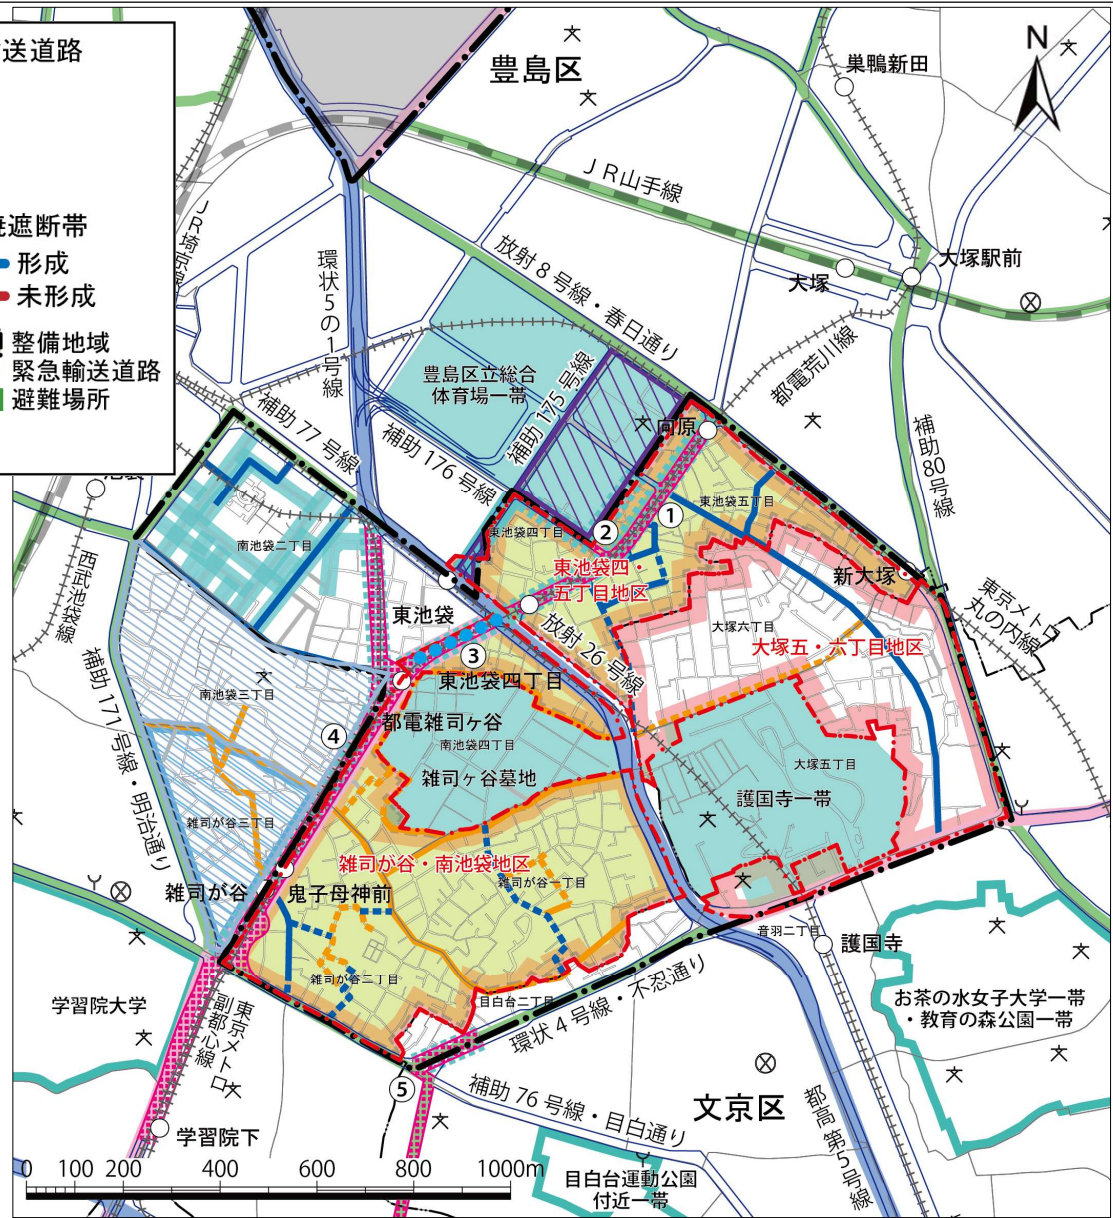 送道路
遮断帯
形成
未形成
整備地域
緊急輸送道路
避難場所
豊島区
巣鴨新田
N
ＪＲ山手線
ＪＲ埼京線
環状5の1号線
放射 8 号線・春日通り
大塚
大塚駅前
都電荒川線
豊島区立総合
体育場一帯
補助 175 号線
補助 77 号線
補助 176 号線
向原
補助80号線
東池袋五丁目
①
②
東池袋四丁目
南池袋二丁目
西武池袋線
東池袋四・
五丁目地区
新大塚
東京メトロ
丸の内線
東池袋
大塚六丁目
大塚五・六丁目地区
放射 26 号線
③
東池袋四丁目
補助171号線・明治通り
南池袋三丁目
④
都電雑司ヶ谷
南池袋四丁目
雑司ヶ谷墓地
大塚五丁目
護国寺一帯
雑司が谷三丁目
雑司が谷・南池袋地区
雑司が谷
鬼子母神前
雑司が谷一丁目
音羽二丁目
護国寺
雑司が谷二丁目
目白台二丁目
環状 4 号線・不忍通り
学習院大学
東京メトロ
副都心線
お茶の水女子大学一帯
・教育の森公園一帯
⑤
補助 76 号線・目白通り
文京区
都高第5号線
学習院下
目白台運動公園
付近一帯
0 100 200 400 600 800 1000m